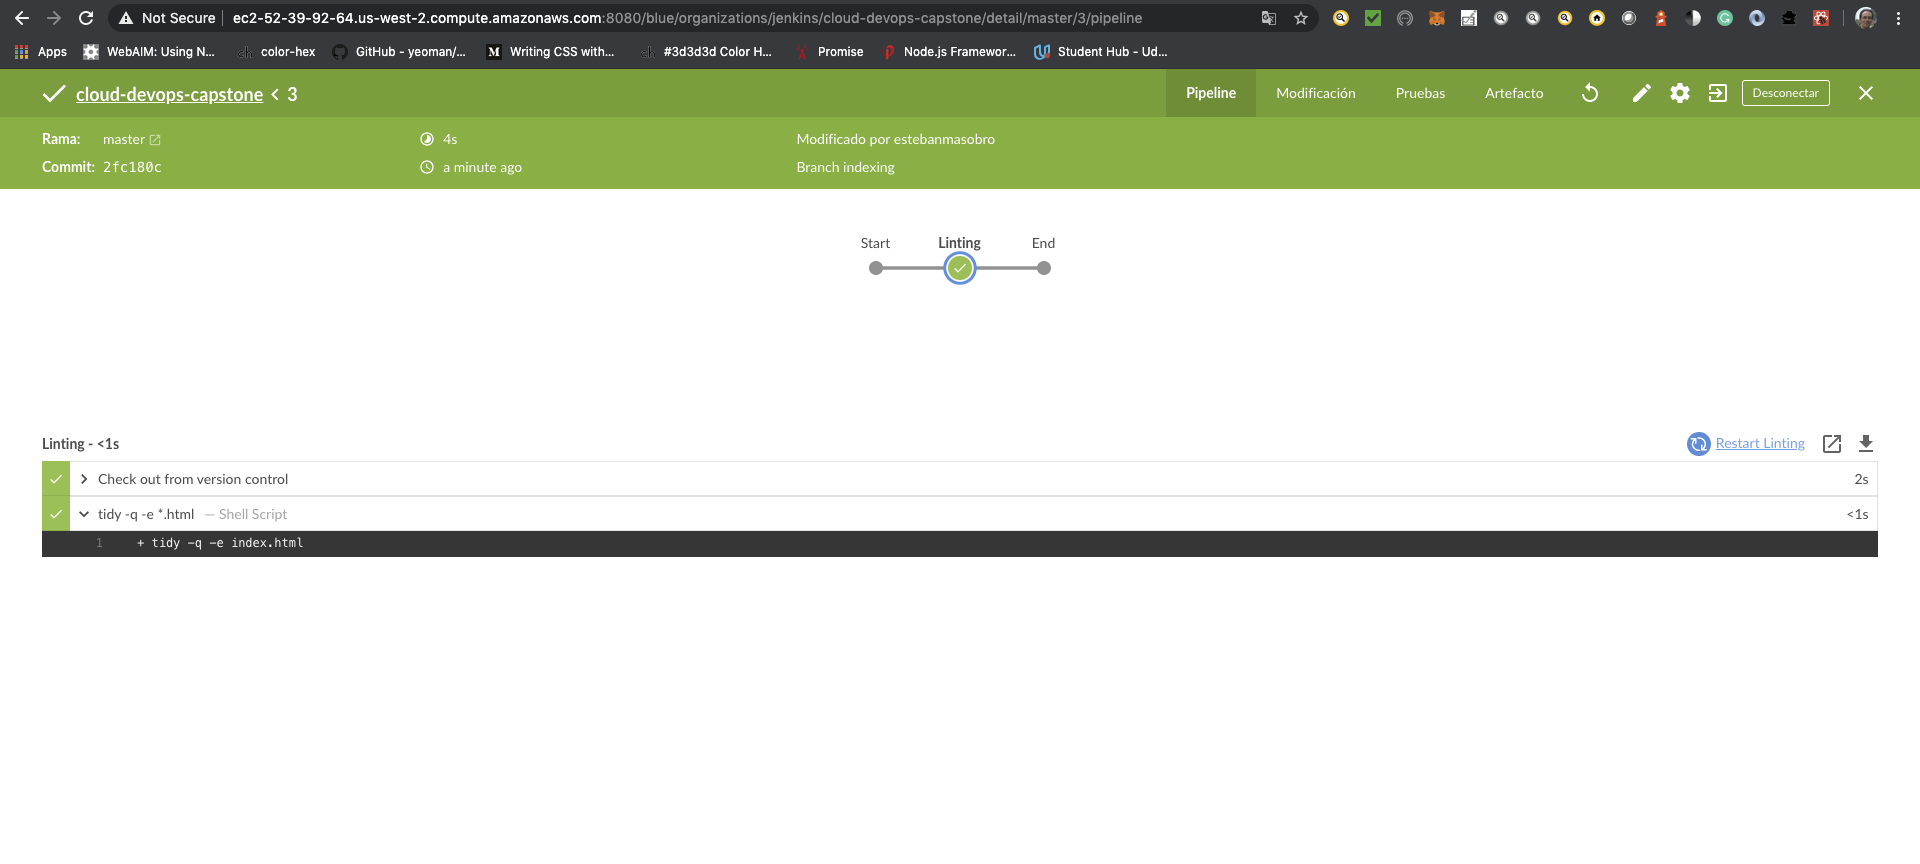 Not Secure | ec2-52-39-92-64.us-west-2.compute.amazonaws.com:8080/blue/organizations/jenkins/cloud-devops-capstone/detail/master/3/pipeline
Apps WebAIM: Using N... color-hex GitHub - yeoman/... M Writing CSS with... #3d3d3d Color H... Promise Node.js Framewor... Student Hub - Ud...
cloud-devops-capstone < 3 Pipeline Modificación Pruebas Artefacto Desconectar
Rama: master 4s Modificado por estebanmasobro
Commit: 2fc180c a minute ago Branch indexing
Start Linting End
Linting - <1s Restart Linting
Check out from version control 2s
tidy -q -e *.html — Shell Script <1s
1 + tidy -q -e index.html